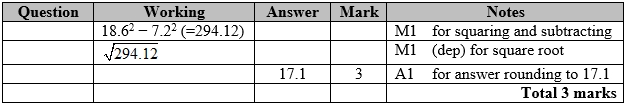 Question Working Answer Mark Notes
18.6² – 7.2² (=294.12) M1 for squaring and subtracting
√294.12 M1 (dep) for square root
17.1 3 A1 for answer rounding to 17.1
Total 3 marks